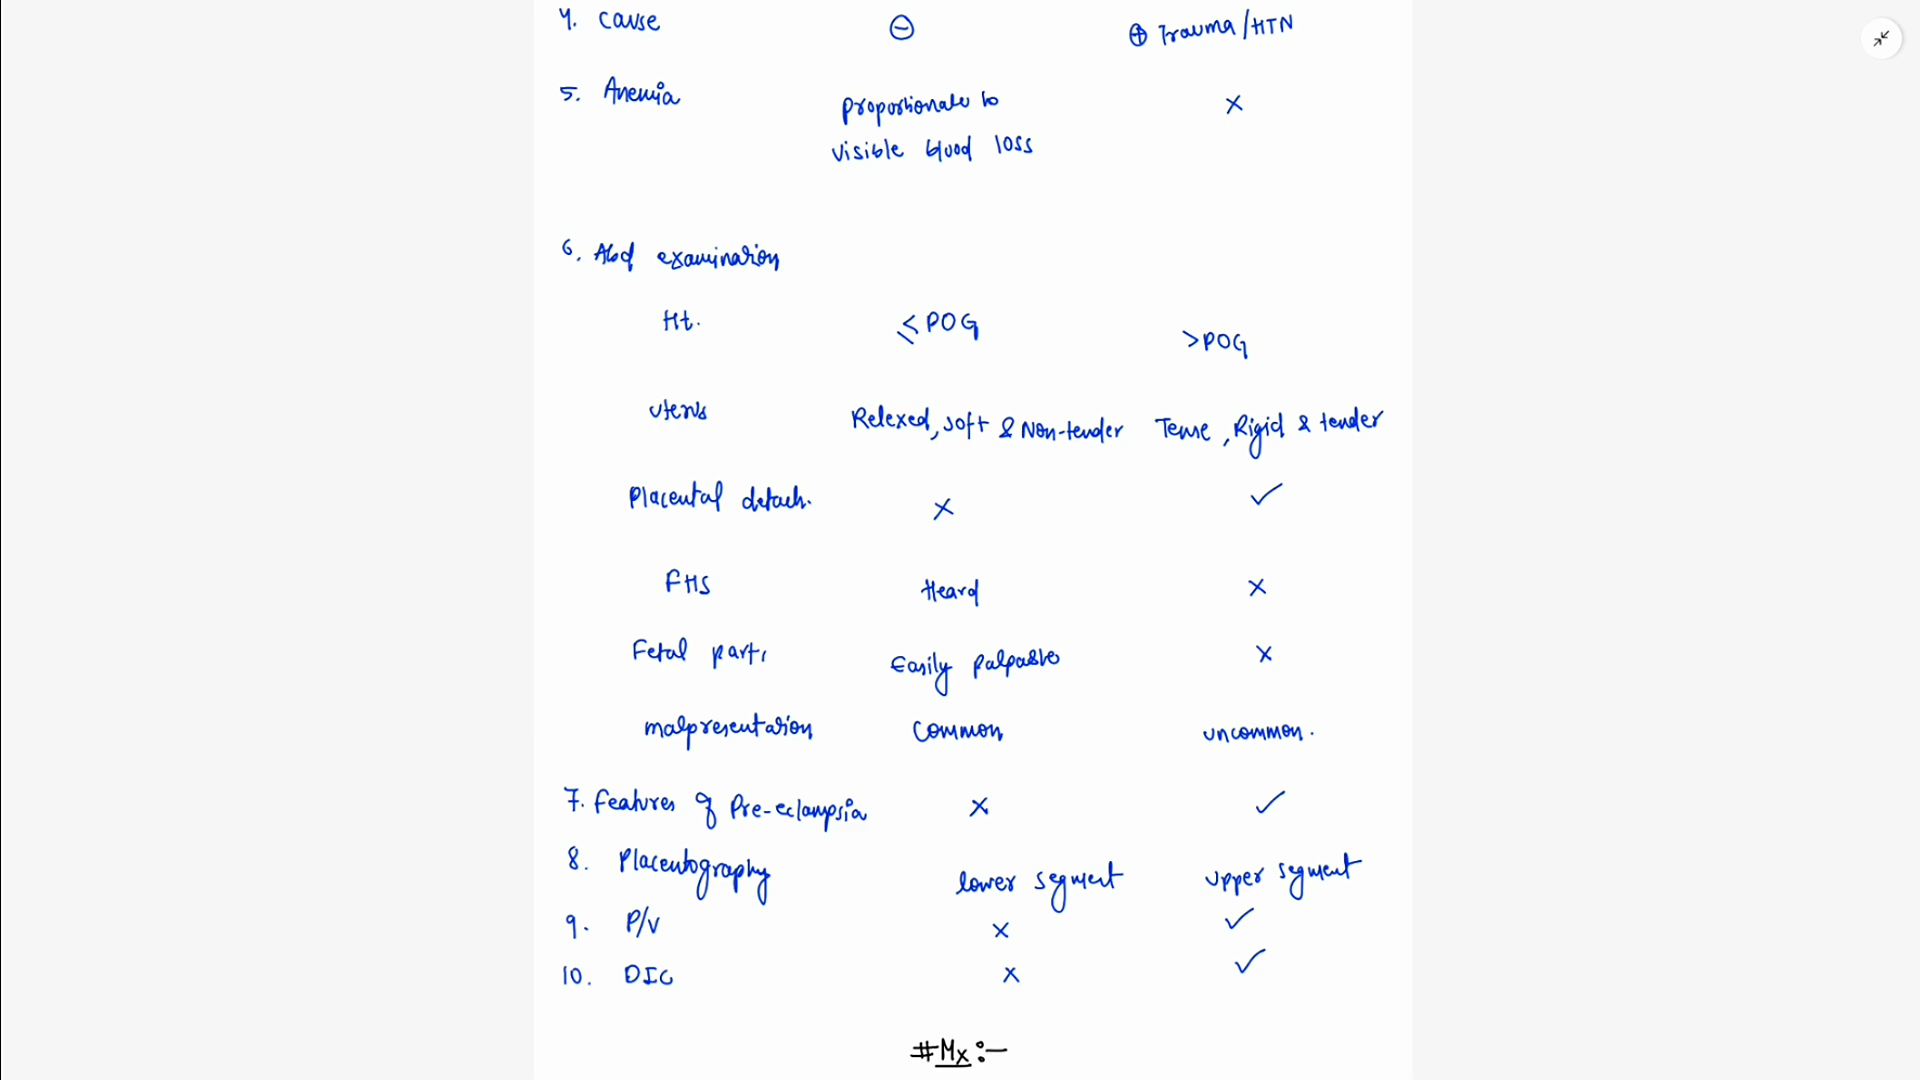 4. Cause ⊖ ⊕ Trauma/HTN
5. Anemia Proportionate to X
visible blood loss
6. Abd examination
Ht. ≤ POG >POG
uterus Relexed, soft & Non-tender Tense, Rigid & tender
Placental detach. X ✓
FHS Heard X
Fetal parts Easily palpable X
malpresentation Common uncommon.
7. Features of Pre-eclampsia X ✓
8. Placentography lower segment upper segment
9. P/V X ✓
10. DIC X ✓
#Mx:-